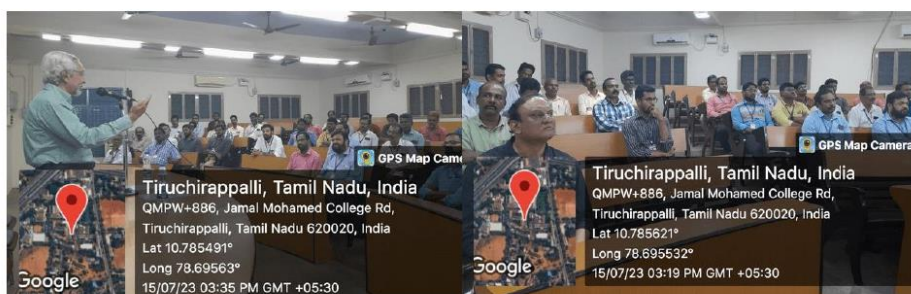 GPS Map Came
Tiruchirappalli, Tamil Nadu, India
QMPW+886, Jamal Mohamed College Rd,
Tiruchirappalli, Tamil Nadu 620020, India
Lat 10.785491°
Long 78.69563°
15/07/23 03:35 PM GMT +05:30
Google
GPS Map Camera
Tiruchirappalli, Tamil Nadu, India
QMPW+886, Jamal Mohamed College Rd,
Tiruchirappalli, Tamil Nadu 620020, India
Lat 10.785621°
Long 78.695532°
15/07/23 03:19 PM GMT +05:30
Google